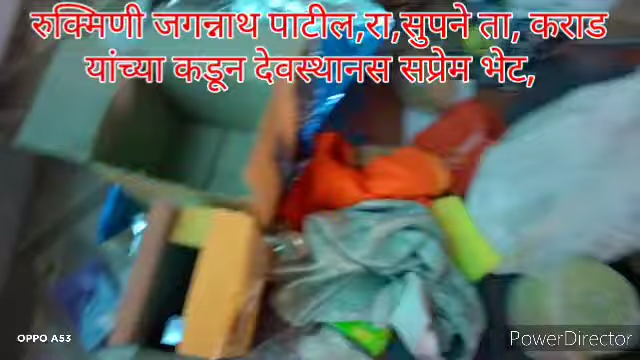 रुक्मिणी जगन्नाथ पाटील,रा,सुपने ता, कराड
यांच्या कडून देवस्थानस सप्रेम भेट,
OPPO A53
PowerDirector